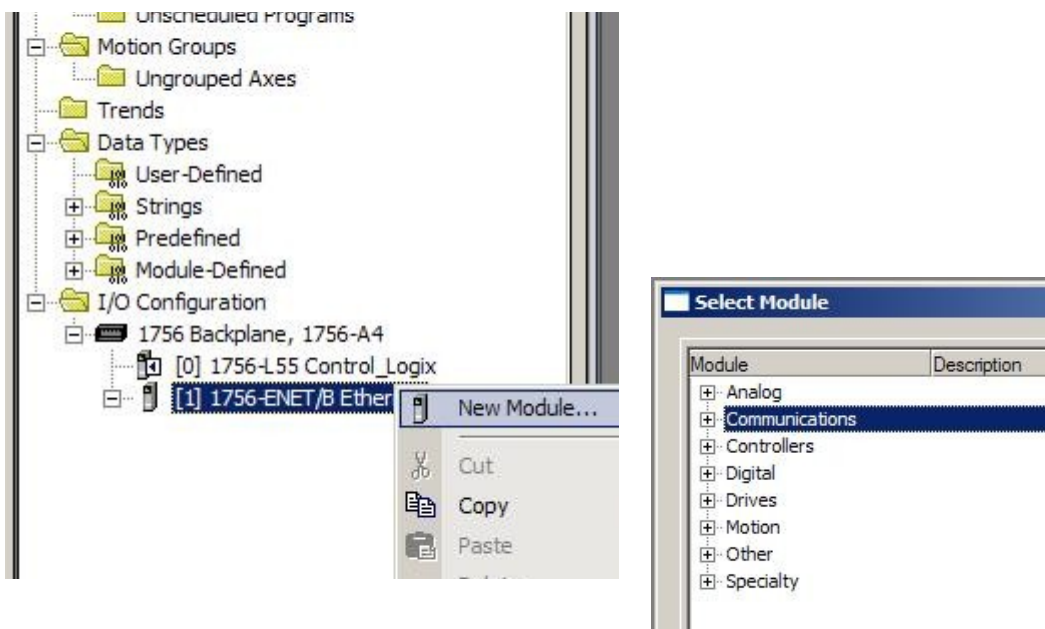 Unscheduled Programs
Motion Groups
Ungrouped Axes
Trends
Data Types
User-Defined
Strings
Predefined
Module-Defined
I/O Configuration
1756 Backplane, 1756-A4
[0] 1756-L55 Control_Logix
[1] 1756-ENET/B Ether
New Module...
Cut
Copy
Paste
Select Module
Module Description
Analog
Communications
Controllers
Digital
Drives
Motion
Other
Specialty